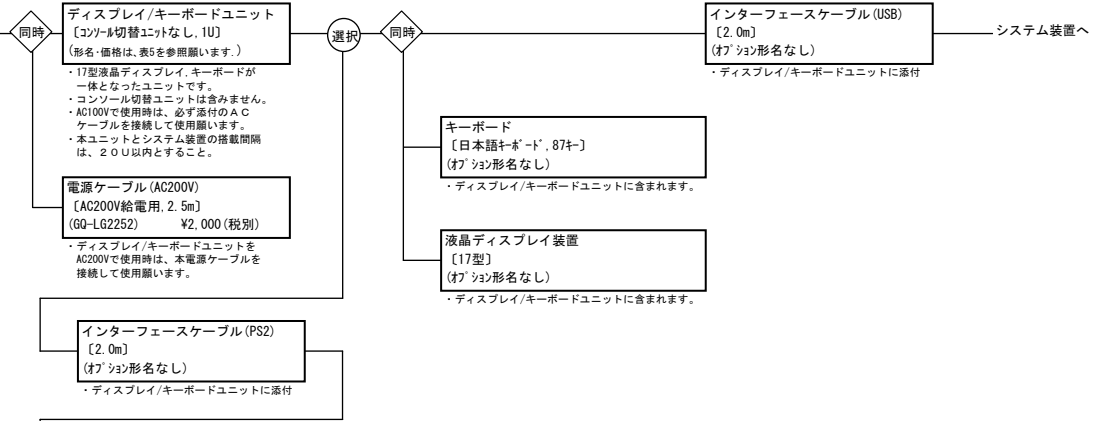 同時
ディスプレイ/キーボードユニット
〔ｺﾝｿｰﾙ切替ﾕﾆｯﾄなし,1U〕
(形名・価格は、表5を参照願います.)
・17型液晶ディスプレイ,キーボードが
一体となったユニットです。
・コンソール切替ユニットは含みません。
・AC100Vで使用時は、必ず添付のＡＣ
ケーブルを接続して使用願います。
・本ユニットとシステム装置の搭載間隔
は、２０Ｕ以内とすること。
電源ケーブル(AC200V)
〔AC200V給電用,2.5m〕
(GQ-LG2252) ¥2,000(税別)
・ディスプレイ/キーボードユニットを
AC200Vで使用時は、本電源ケーブルを
接続して使用願います。
選択
同時
インターフェースケーブル(USB)
〔2.0m〕
(ｵﾌﾟｼｮﾝ形名なし)
・ディスプレイ/キーボードユニットに添付
システム装置へ
キーボード
〔日本語ｷｰﾎﾞｰﾄﾞ,87ｷｰ〕
(ｵﾌﾟｼｮﾝ形名なし)
・ディスプレイ/キーボードユニットに含まれます。
液晶ディスプレイ装置
〔17型〕
(ｵﾌﾟｼｮﾝ形名なし)
・ディスプレイ/キーボードユニットに含まれます。
インターフェースケーブル(PS2)
〔2.0m〕
(ｵﾌﾟｼｮﾝ形名なし)
・ディスプレイ/キーボードユニットに添付